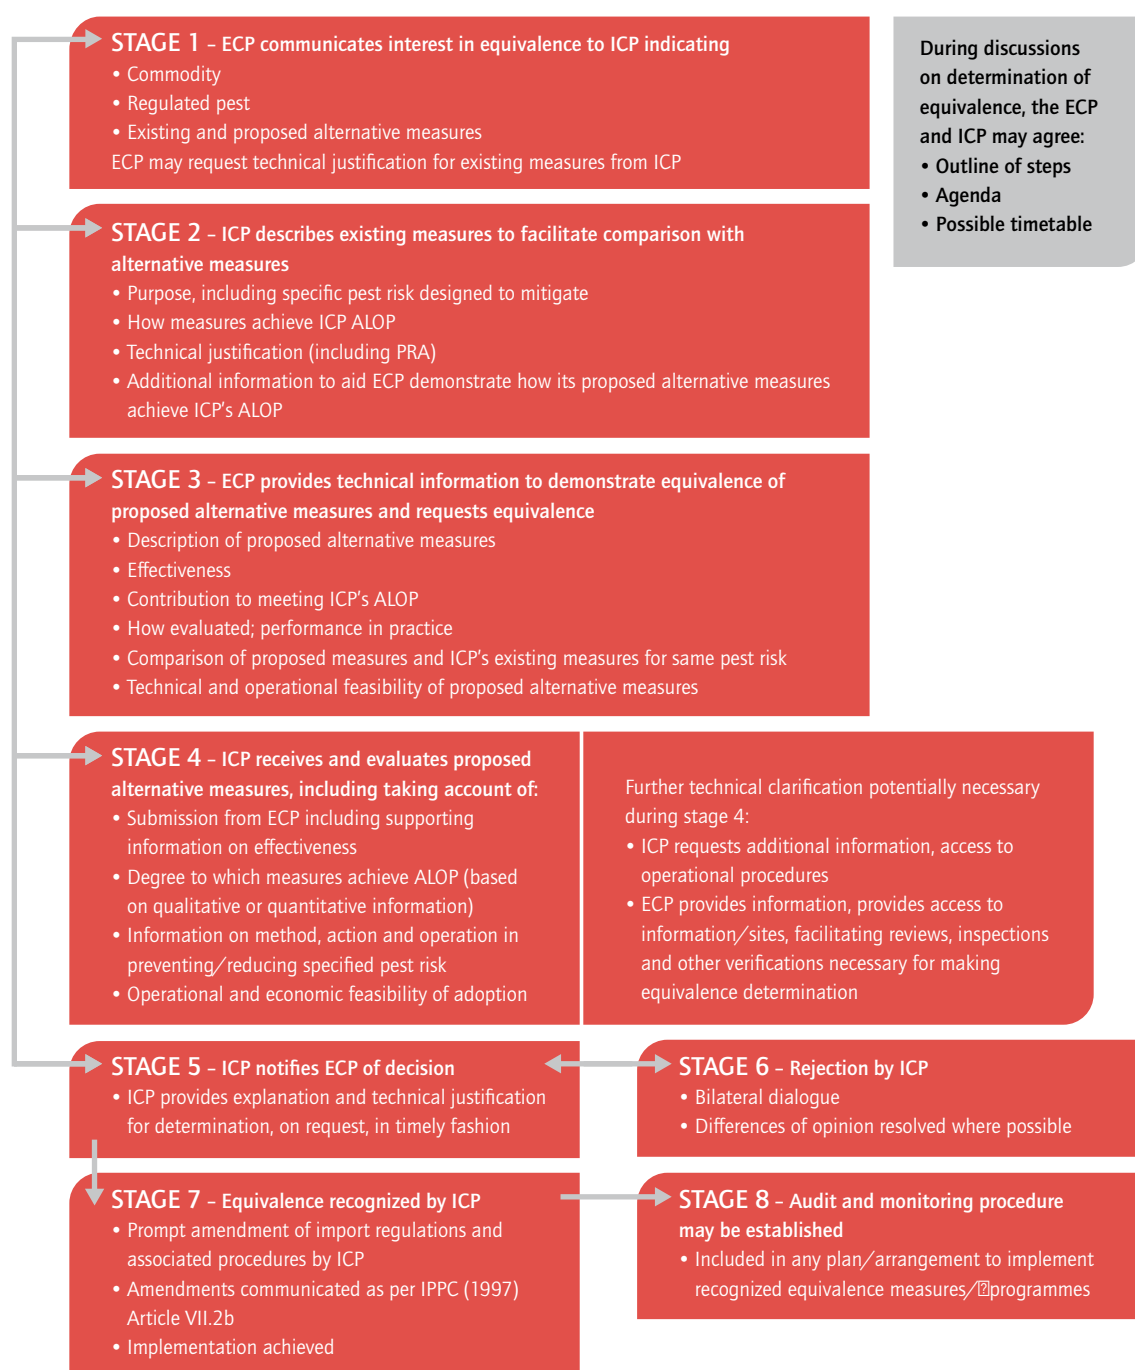 STAGE 1 – ECP communicates interest in equivalence to ICP indicating
• Commodity
• Regulated pest
• Existing and proposed alternative measures
ECP may request technical justification for existing measures from ICP
During discussions
on determination of
equivalence, the ECP
and ICP may agree:
• Outline of steps
• Agenda
• Possible timetable
STAGE 2 – ICP describes existing measures to facilitate comparison with
alternative measures
• Purpose, including specific pest risk designed to mitigate
• How measures achieve ICP ALOP
• Technical justification (including PRA)
• Additional information to aid ECP demonstrate how its proposed alternative measures
achieve ICP's ALOP
STAGE 3 – ECP provides technical information to demonstrate equivalence of
proposed alternative measures and requests equivalence
• Description of proposed alternative measures
• Effectiveness
• Contribution to meeting ICP's ALOP
• How evaluated; performance in practice
• Comparison of proposed measures and ICP's existing measures for same pest risk
• Technical and operational feasibility of proposed alternative measures
STAGE 4 – ICP receives and evaluates proposed
alternative measures, including taking account of:
• Submission from ECP including supporting
information on effectiveness
• Degree to which measures achieve ALOP (based
on qualitative or quantitative information)
• Information on method, action and operation in
preventing/reducing specified pest risk
• Operational and economic feasibility of adoption
Further technical clarification potentially necessary
during stage 4:
• ICP requests additional information, access to
operational procedures
• ECP provides information, provides access to
information/sites, facilitating reviews, inspections
and other verifications necessary for making
equivalence determination
STAGE 5 – ICP notifies ECP of decision
• ICP provides explanation and technical justification
for determination, on request, in timely fashion
STAGE 6 – Rejection by ICP
• Bilateral dialogue
• Differences of opinion resolved where possible
STAGE 7 – Equivalence recognized by ICP
• Prompt amendment of import regulations and
associated procedures by ICP
• Amendments communicated as per IPPC (1997)
Article VII.2b
• Implementation achieved
STAGE 8 – Audit and monitoring procedure
may be established
• Included in any plan/arrangement to implement
recognized equivalence measures/⍰programmes